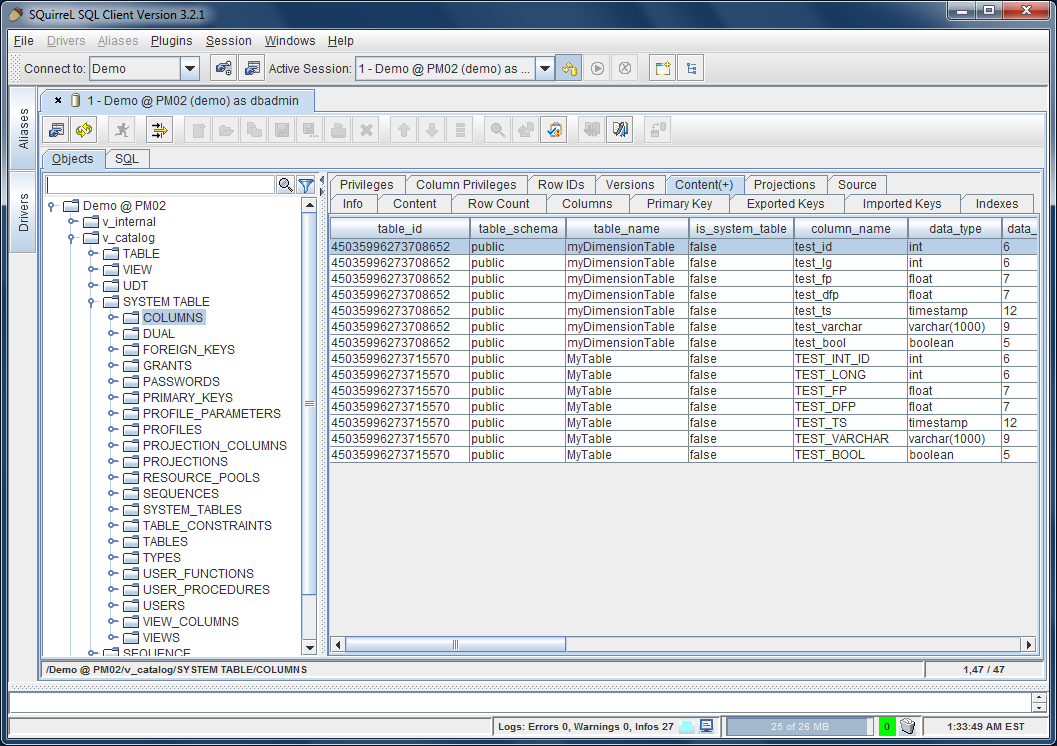 SQuirreL SQL Client Version 3.2.1
File Drivers Aliases Plugins Session Windows Help
Connect to: Demo Active Session: 1 - Demo @ PM02 (demo) as ...
Aliases
Drivers
1 - Demo @ PM02 (demo) as dbadmin
Objects SQL
Demo @ PM02
v_internal
v_catalog
TABLE
VIEW
UDT
SYSTEM TABLE
COLUMNS
DUAL
FOREIGN_KEYS
GRANTS
PASSWORDS
PRIMARY_KEYS
PROFILE_PARAMETERS
PROFILES
PROJECTION_COLUMNS
PROJECTIONS
RESOURCE_POOLS
SEQUENCES
SYSTEM_TABLES
TABLE_CONSTRAINTS
TABLES
TYPES
USER_FUNCTIONS
USER_PROCEDURES
USERS
VIEW_COLUMNS
VIEWS
SEQUENCE
Privileges Column Privileges Row IDs Versions Content(+) Projections Source
Info Content Row Count Columns Primary Key Exported Keys Imported Keys Indexes
table_id table_schema table_name is_system_table column_name data_type data_
45035996273708652 public myDimensionTable false test_id int 6
45035996273708652 public myDimensionTable false test_lg int 6
45035996273708652 public myDimensionTable false test_fp float 7
45035996273708652 public myDimensionTable false test_dfp float 7
45035996273708652 public myDimensionTable false test_ts timestamp 12
45035996273708652 public myDimensionTable false test_varchar varchar(1000) 9
45035996273708652 public myDimensionTable false test_bool boolean 5
45035996273715570 public MyTable false TEST_INT_ID int 6
45035996273715570 public MyTable false TEST_LONG int 6
45035996273715570 public MyTable false TEST_FP float 7
45035996273715570 public MyTable false TEST_DFP float 7
45035996273715570 public MyTable false TEST_TS timestamp 12
45035996273715570 public MyTable false TEST_VARCHAR varchar(1000) 9
45035996273715570 public MyTable false TEST_BOOL boolean 5
/Demo @ PM02/v_catalog/SYSTEM TABLE/COLUMNS 1,47 / 47
Logs: Errors 0, Warnings 0, Infos 27 25 of 26 MB 0 1:33:49 AM EST